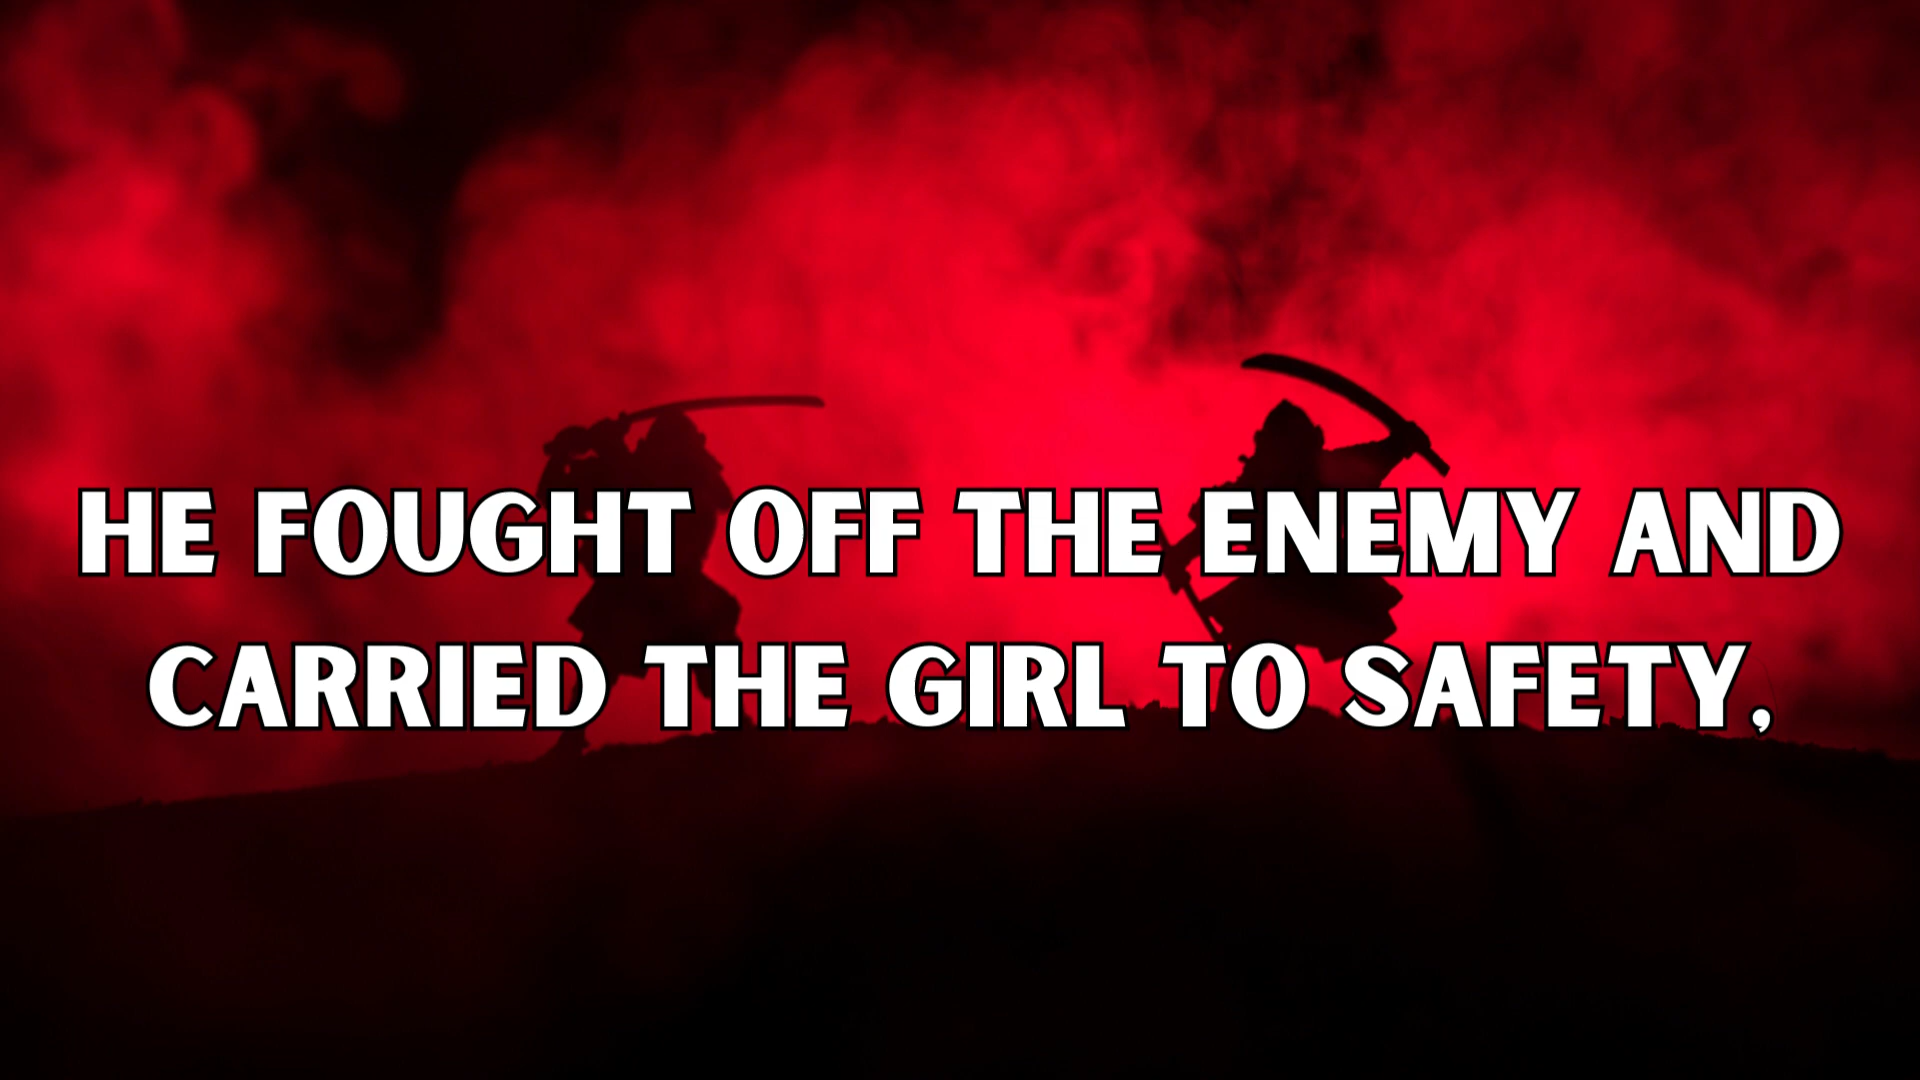 HE FOUGHT OFF THE ENEMY AND
CARRIED THE GIRL TO SAFETY,